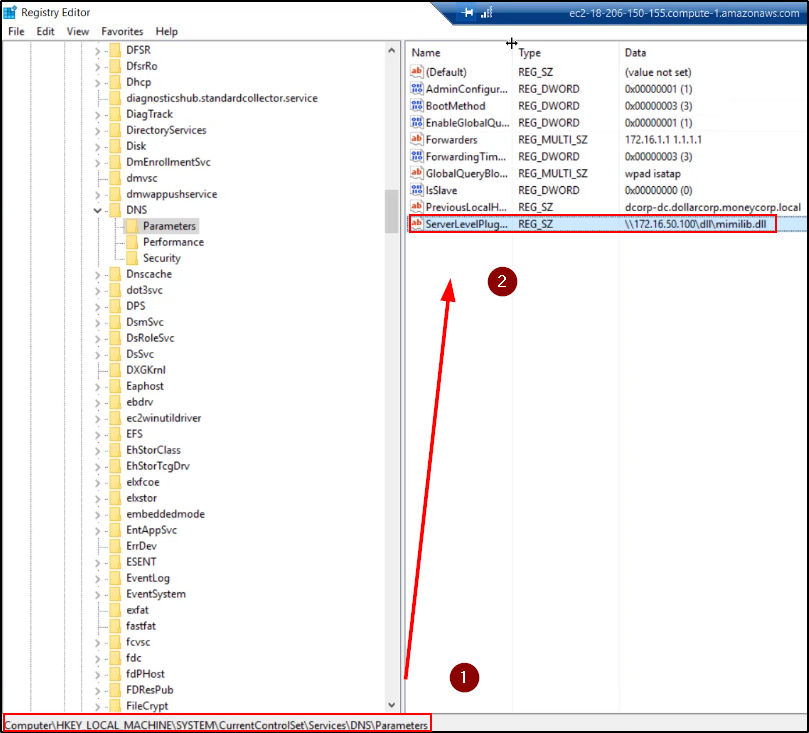 Registry Editor
ec2-18-206-150-155.compute-1.amazonaws.com
File Edit View Favorites Help
DFSR
DfsrRo
Dhcp
diagnosticshub.standardcollector.service
DiagTrack
DirectoryServices
Disk
DmEnrollmentSvc
dmvsc
dmwappushservice
DNS
Parameters
Performance
Security
Dnscache
dot3svc
DPS
DsmSvc
DsRoleSvc
DsSvc
DXGKrnl
Eaphost
ebdrv
ec2winutildriver
EFS
EhStorClass
EhStorTcgDrv
elxfcoe
elxstor
embeddedmode
EntAppSvc
ErrDev
ESENT
EventLog
EventSystem
exfat
fastfat
fcvsc
fdc
fdPHost
FDResPub
FileCrypt
Name Type Data
(Default) REG_SZ (value not set)
AdminConfigur... REG_DWORD 0x00000001 (1)
BootMethod REG_DWORD 0x00000003 (3)
EnableGlobalQu... REG_DWORD 0x00000001 (1)
Forwarders REG_MULTI_SZ 172.16.1.1 1.1.1.1
ForwardingTim... REG_DWORD 0x00000003 (3)
GlobalQueryBlo... REG_MULTI_SZ wpad isatap
IsSlave REG_DWORD 0x00000000 (0)
PreviousLocalH... REG_SZ dcorp-dc.dollarcorp.moneycorp.local
ServerLevelPlug... REG_SZ \\172.16.50.100\dll\mimilib.dll
2
1
Computer\HKEY_LOCAL_MACHINE\SYSTEM\CurrentControlSet\Services\DNS\Parameters